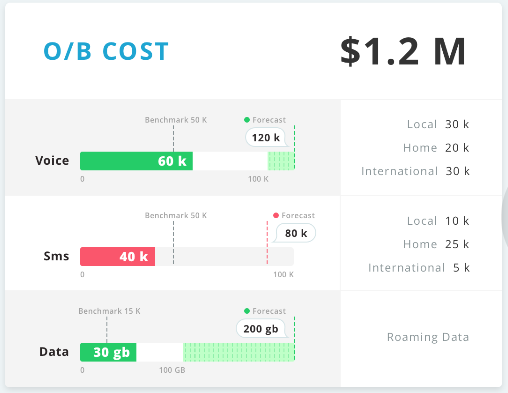 O/B COST
$1.2 M
Benchmark 50 K
Forecast
120 k
Voice
60 k
0
100 K
Local 30 k
Home 20 k
International 30 k
Benchmark 50 K
Forecast
80 k
Sms
40 k
0
100 K
Local 10 k
Home 25 k
International 5 k
Benchmark 15 K
Forecast
200 gb
Data
30 gb
0
100 GB
Roaming Data